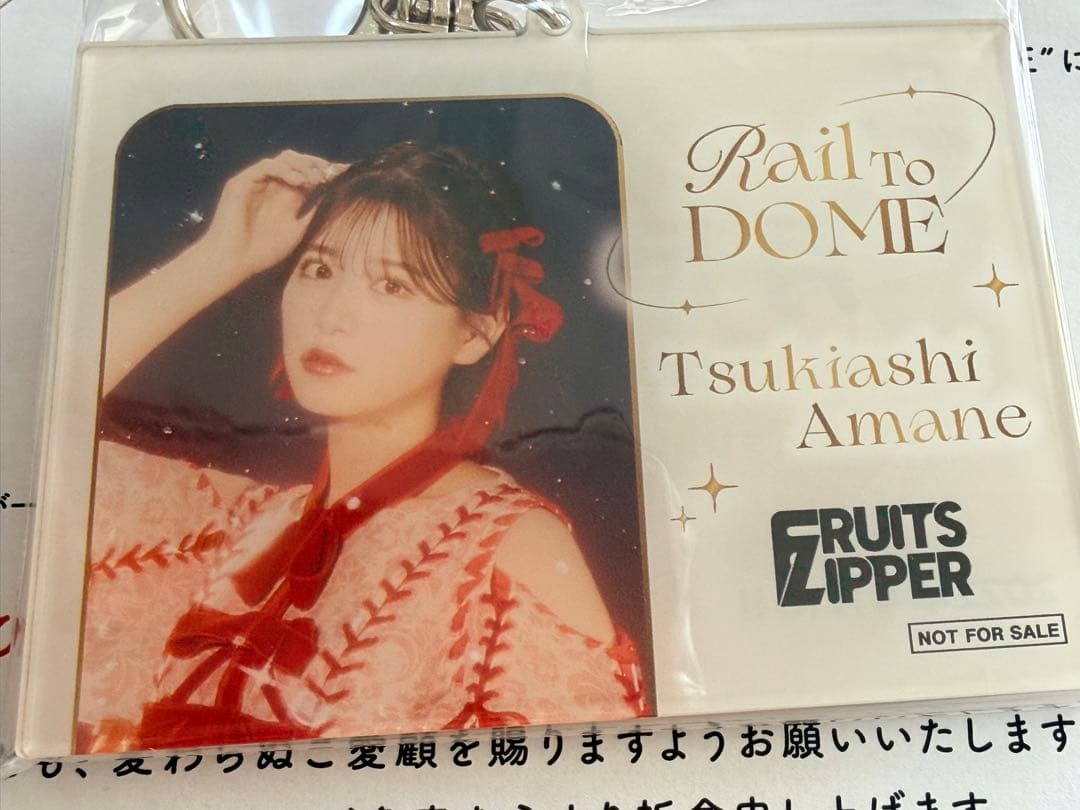 E”に
Rail To
DOME
Tsukiashi
Amane
FRUITS
ZIPPER
NOT FOR SALE
も、変わらぬご愛顧を賜りますようお願いいたします